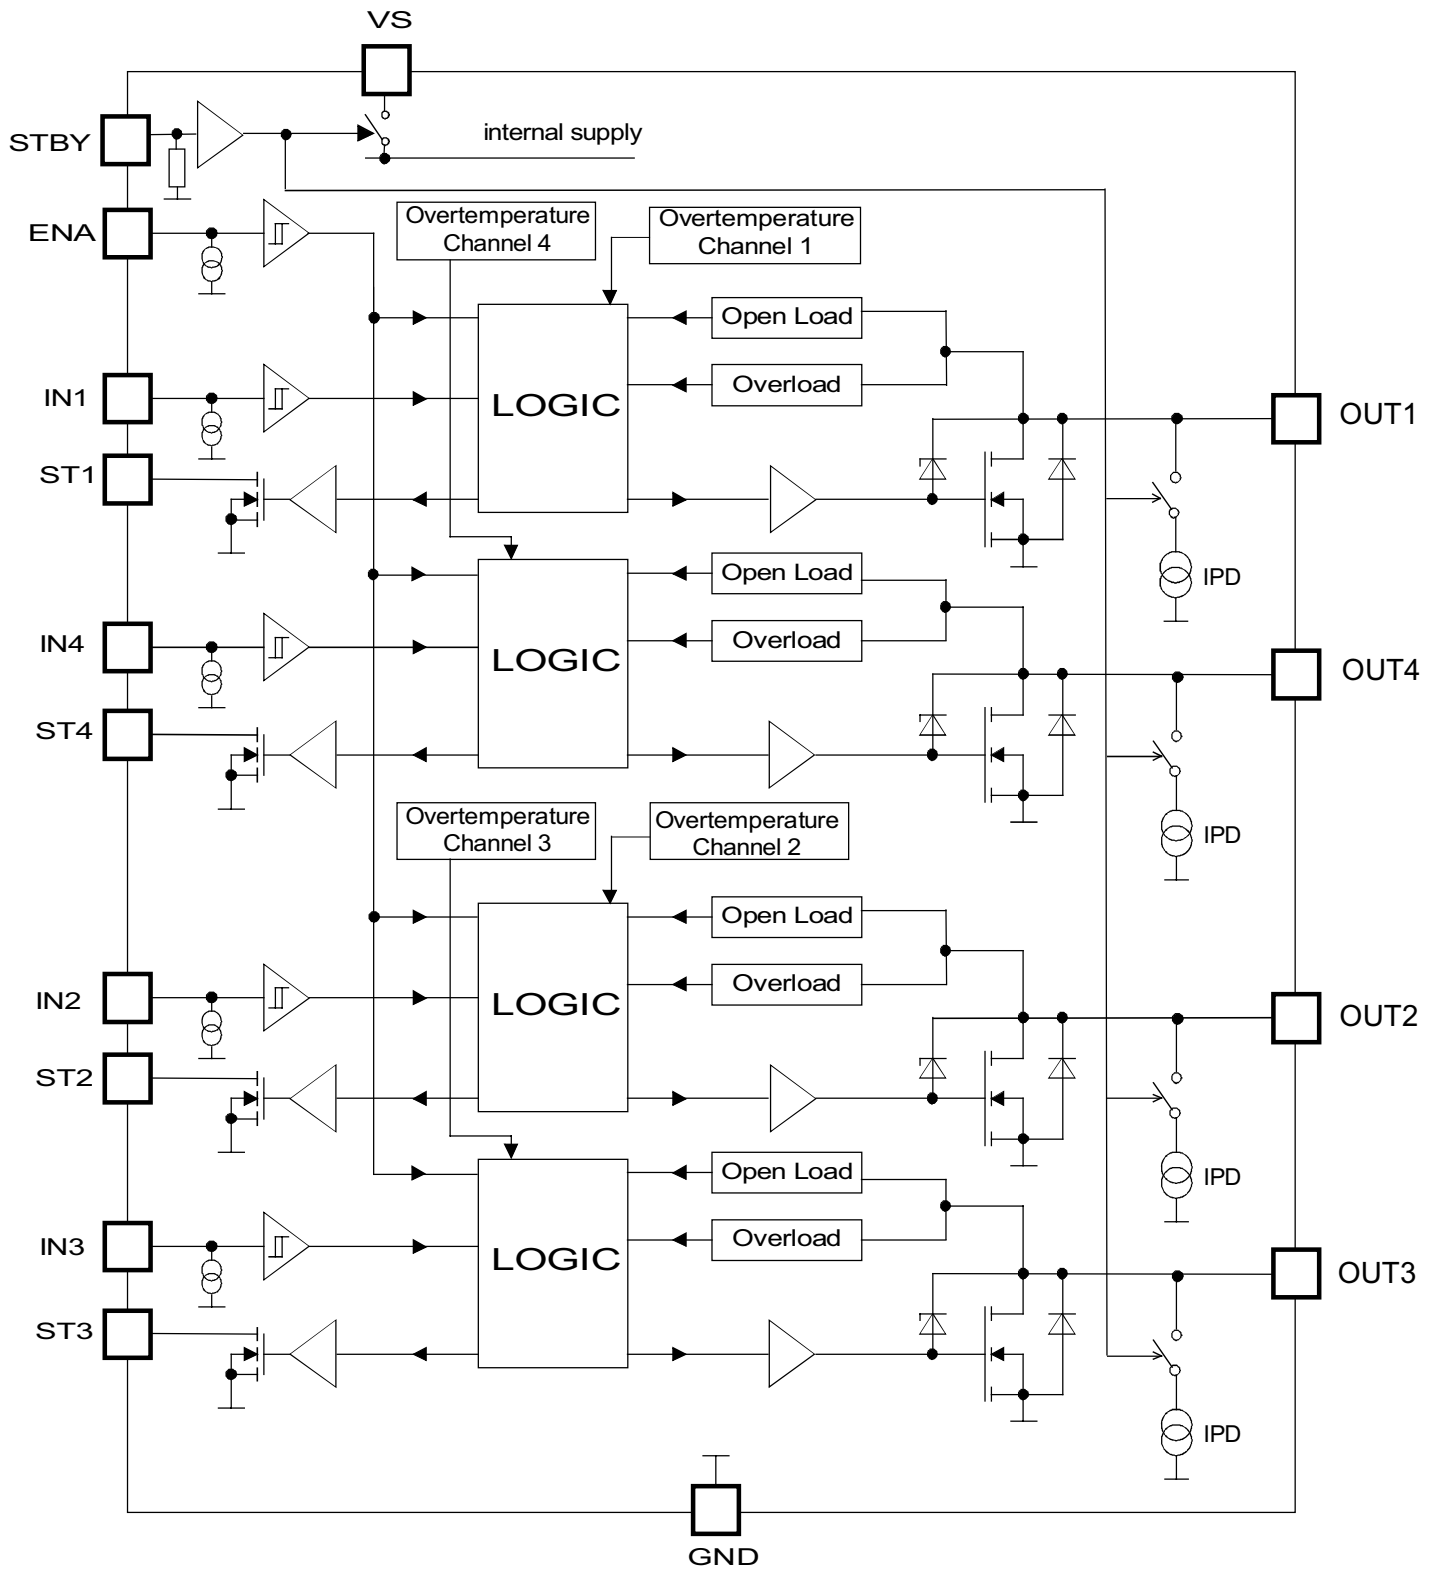 VS
STBY
internal supply
ENA
Overtemperature
Channel 4
Overtemperature
Channel 1
Open Load
IN1
LOGIC
Overload
OUT1
ST1
Open Load
IPD
IN4
LOGIC
Overload
OUT4
ST4
Overtemperature
Channel 3
Overtemperature
Channel 2
IPD
Open Load
IN2
LOGIC
Overload
OUT2
ST2
Open Load
IPD
IN3
LOGIC
Overload
OUT3
ST3
IPD
GND